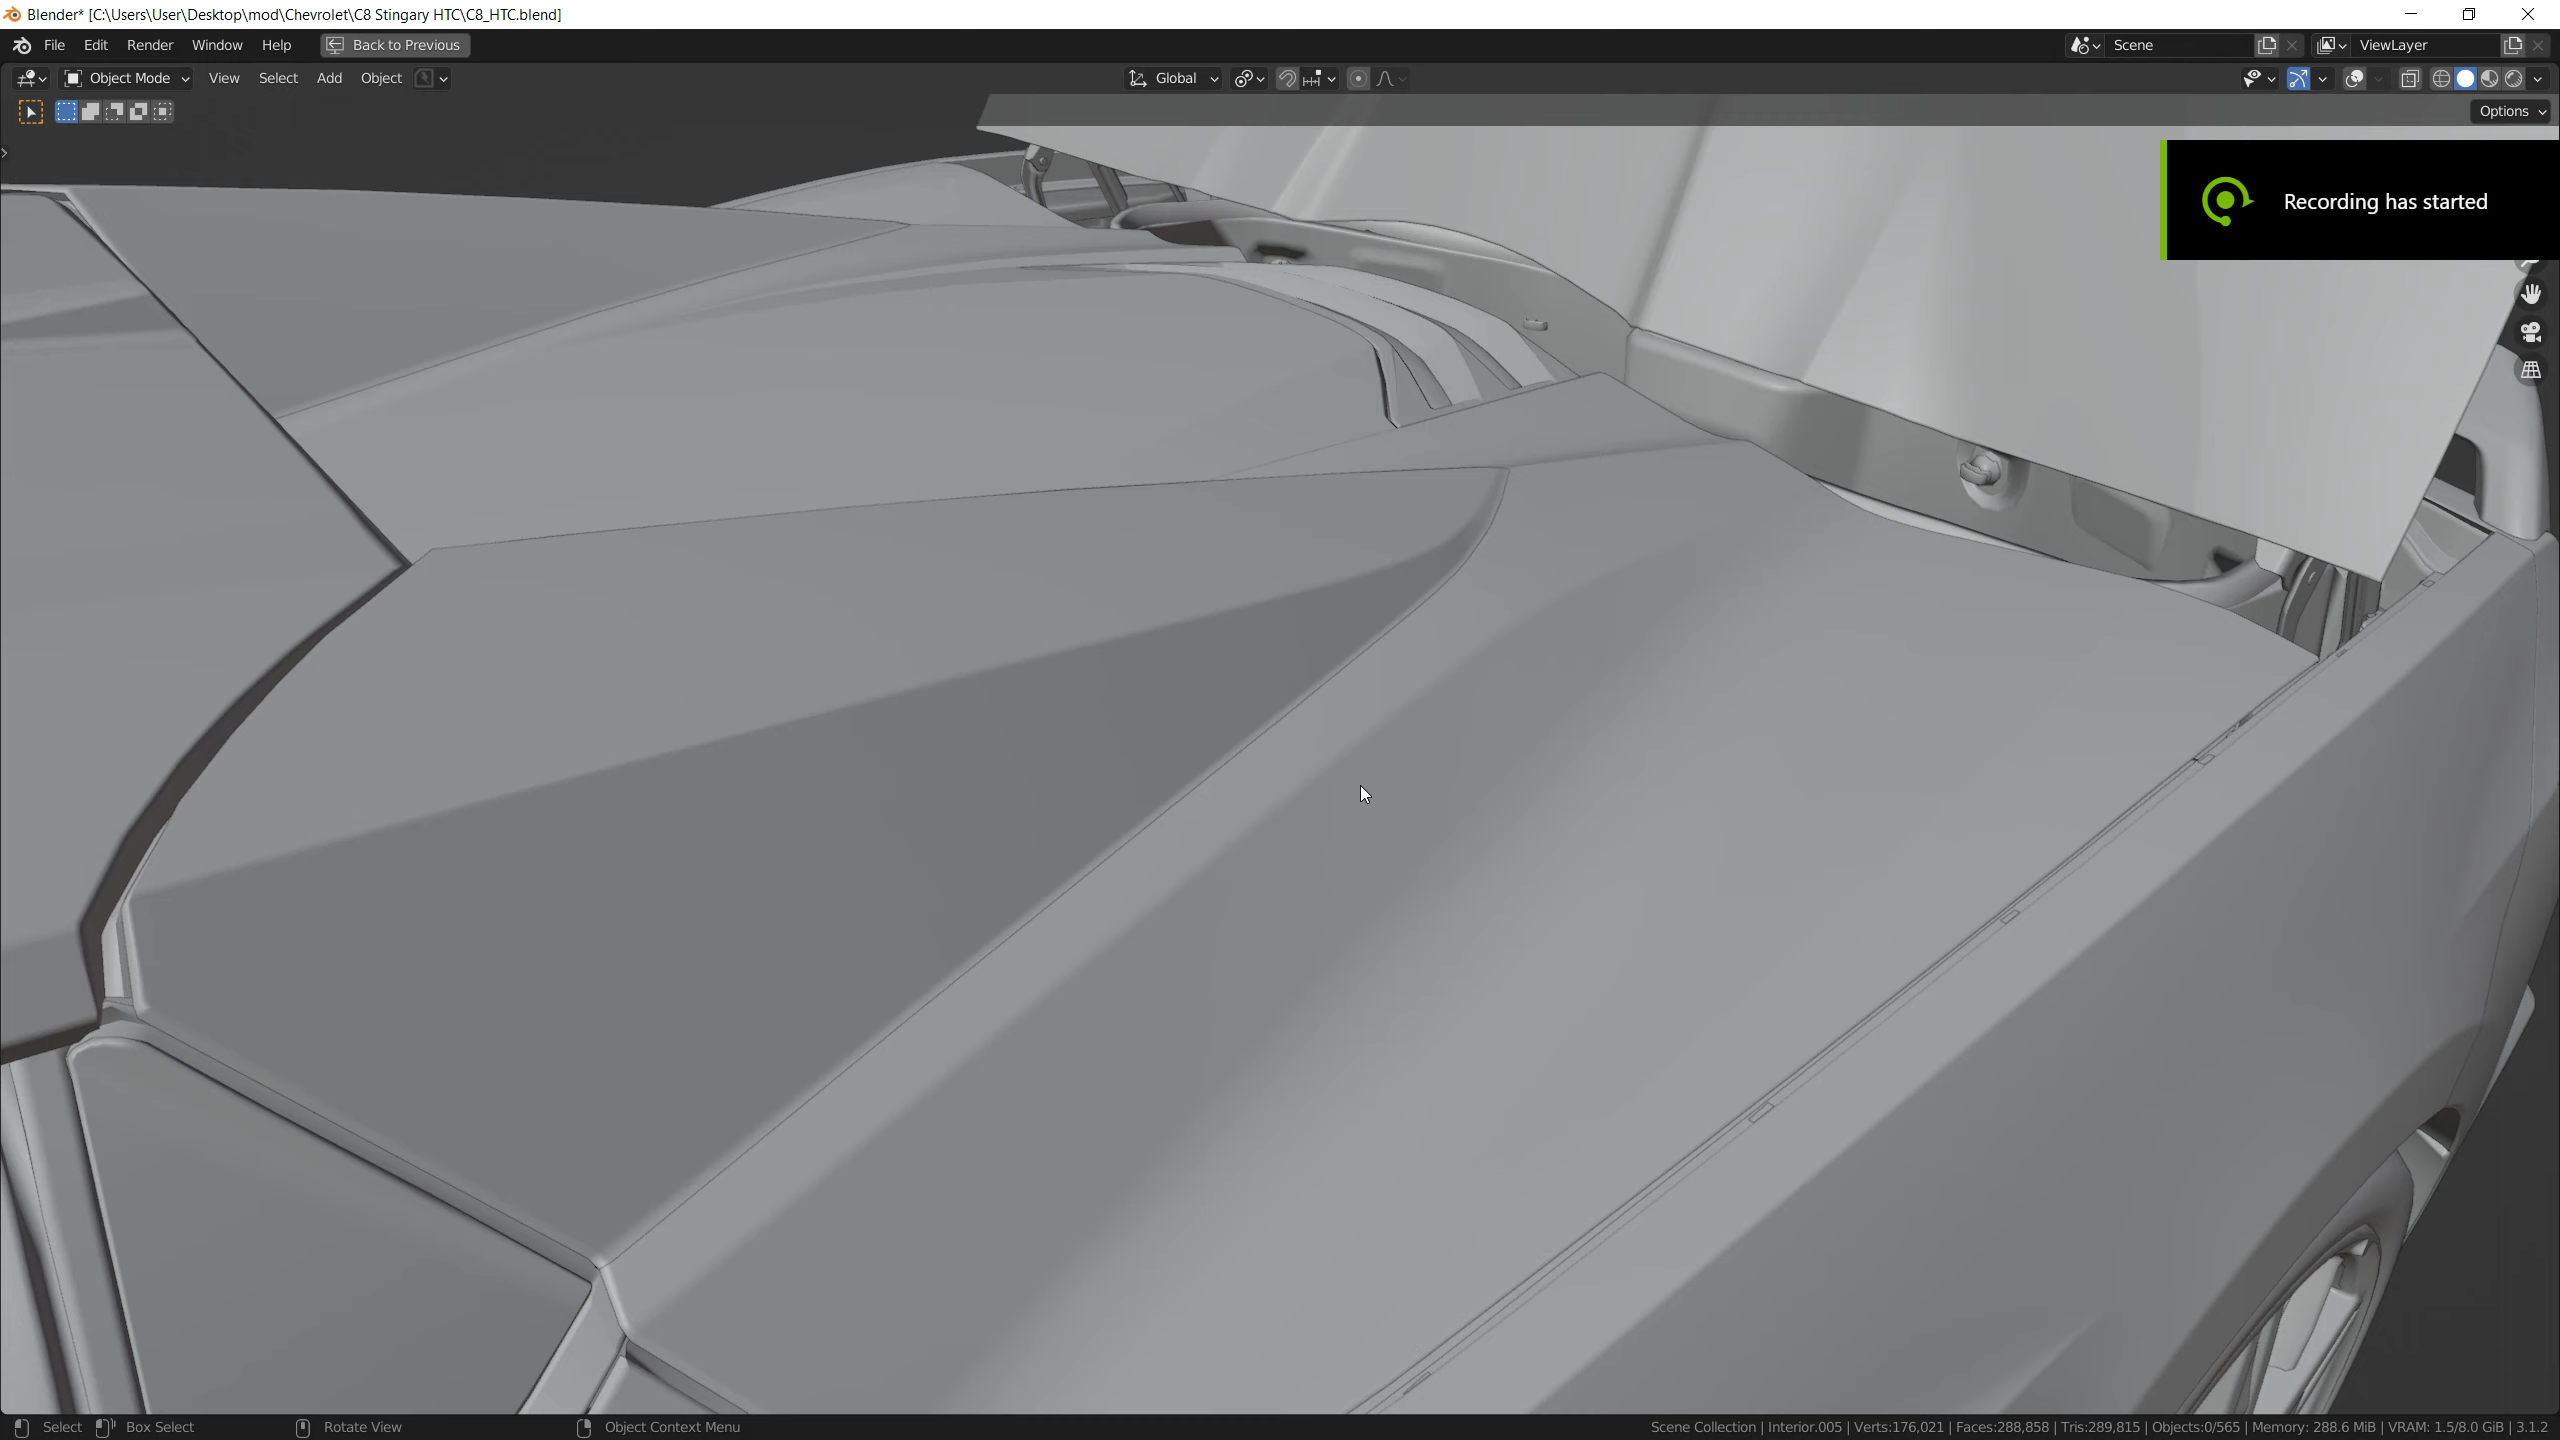 Blender* [C:\Users\User\Desktop\mod\Chevrolet\C8 Stingary HTC\C8_HTC.blend]
File Edit Render Window Help Back to Previous Scene ViewLayer
Object Mode View Select Add Object Global
Options
Recording has started
Select Box Select Rotate View Object Context Menu Scene Collection | Interior.005 | Verts:176,021 | Faces:288,858 | Tris:289,815 | Objects:0/565 | Memory: 288.6 MiB | VRAM: 1.5/8.0 GiB | 3.1.2